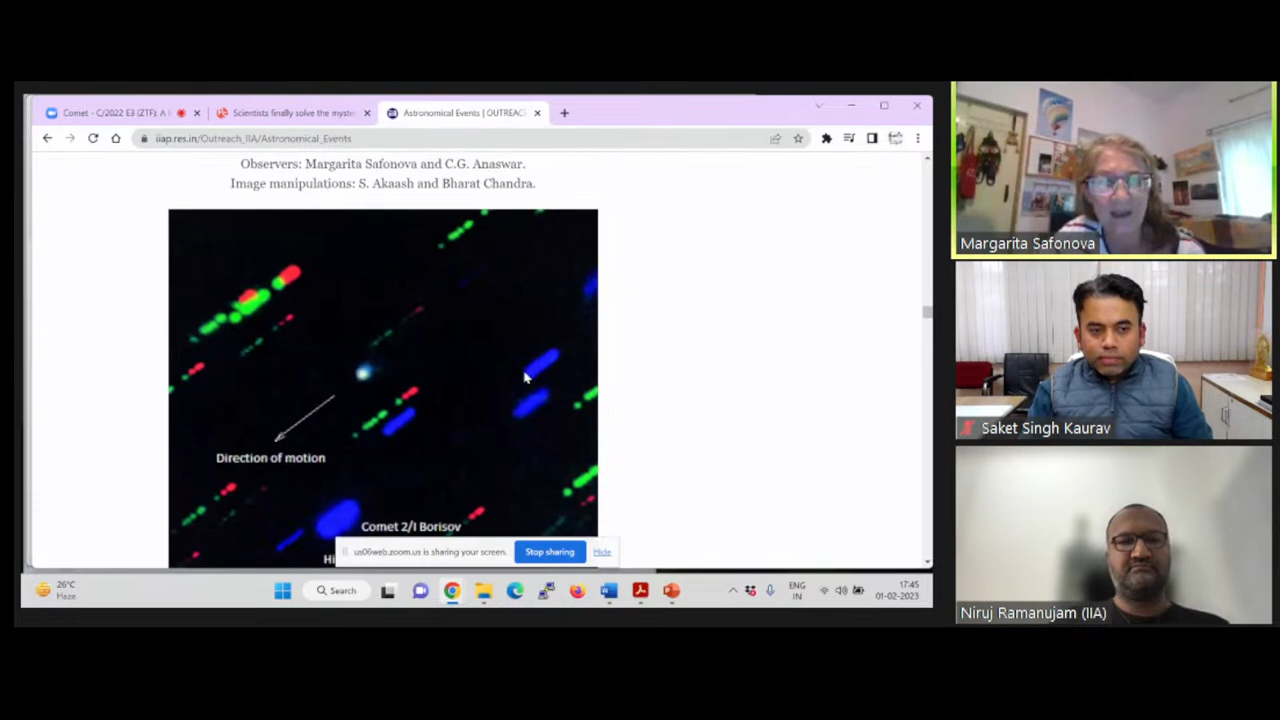 Comet - C/2022 E3 (ZTF): A
Scientists finally solve the myste
Astronomical Events | OUTREAC
iiap.res.in/Outreach_IIA/Astronomical_Events
Observers: Margarita Safonova and C.G. Anaswar.
Image manipulations: S. Akaash and Bharat Chandra.
Direction of motion
Comet 2/I Borisov
Hi
us06web.zoom.us is sharing your screen.
Stop sharing
Hide
26°C
Haze
Search
ENG
IN
17:45
01-02-2023
Margarita Safonova
Saket Singh Kaurav
Niruj Ramanujam (IIA)